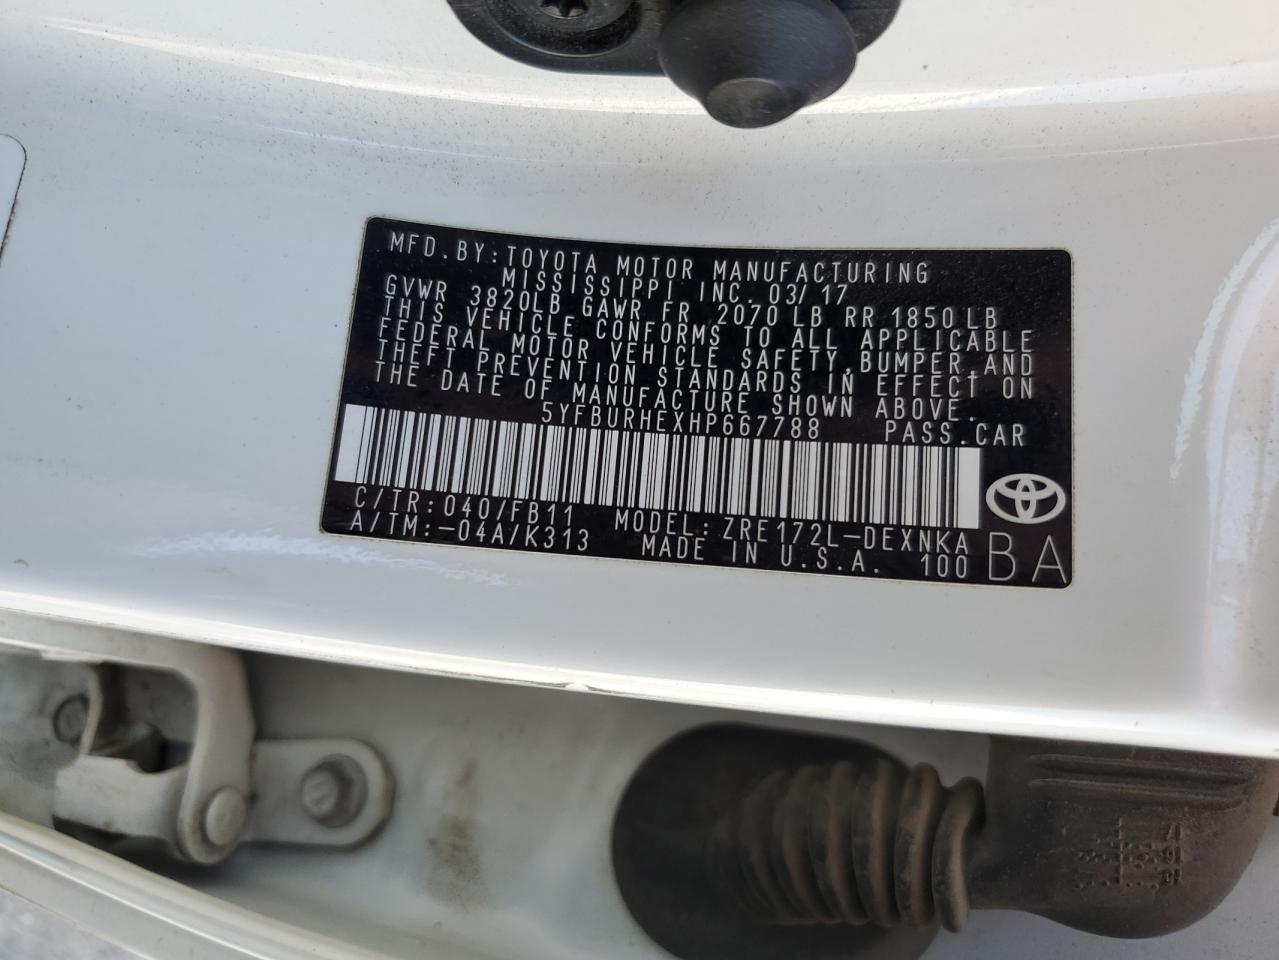 MFD.BY:TOYOTA MOTOR MANUFACTURING
MISSISSIPPI, INC. 03/17
GVWR 3820LB GAWR FR 2070 LB RR 1850 LB
THIS VEHICLE CONFORMS TO ALL APPLICABLE
FEDERAL MOTOR VEHICLE SAFETY, BUMPER, AND
THEFT PREVENTION STANDARDS IN EFFECT ON
THE DATE OF MANUFACTURE SHOWN ABOVE.
5YFBURHEXHP667788 PASS.CAR
C/TR:040/FB11 MODEL:ZRE172L-DEXNKA
A/TM:-04A/K313 MADE IN U.S.A. 100 BA